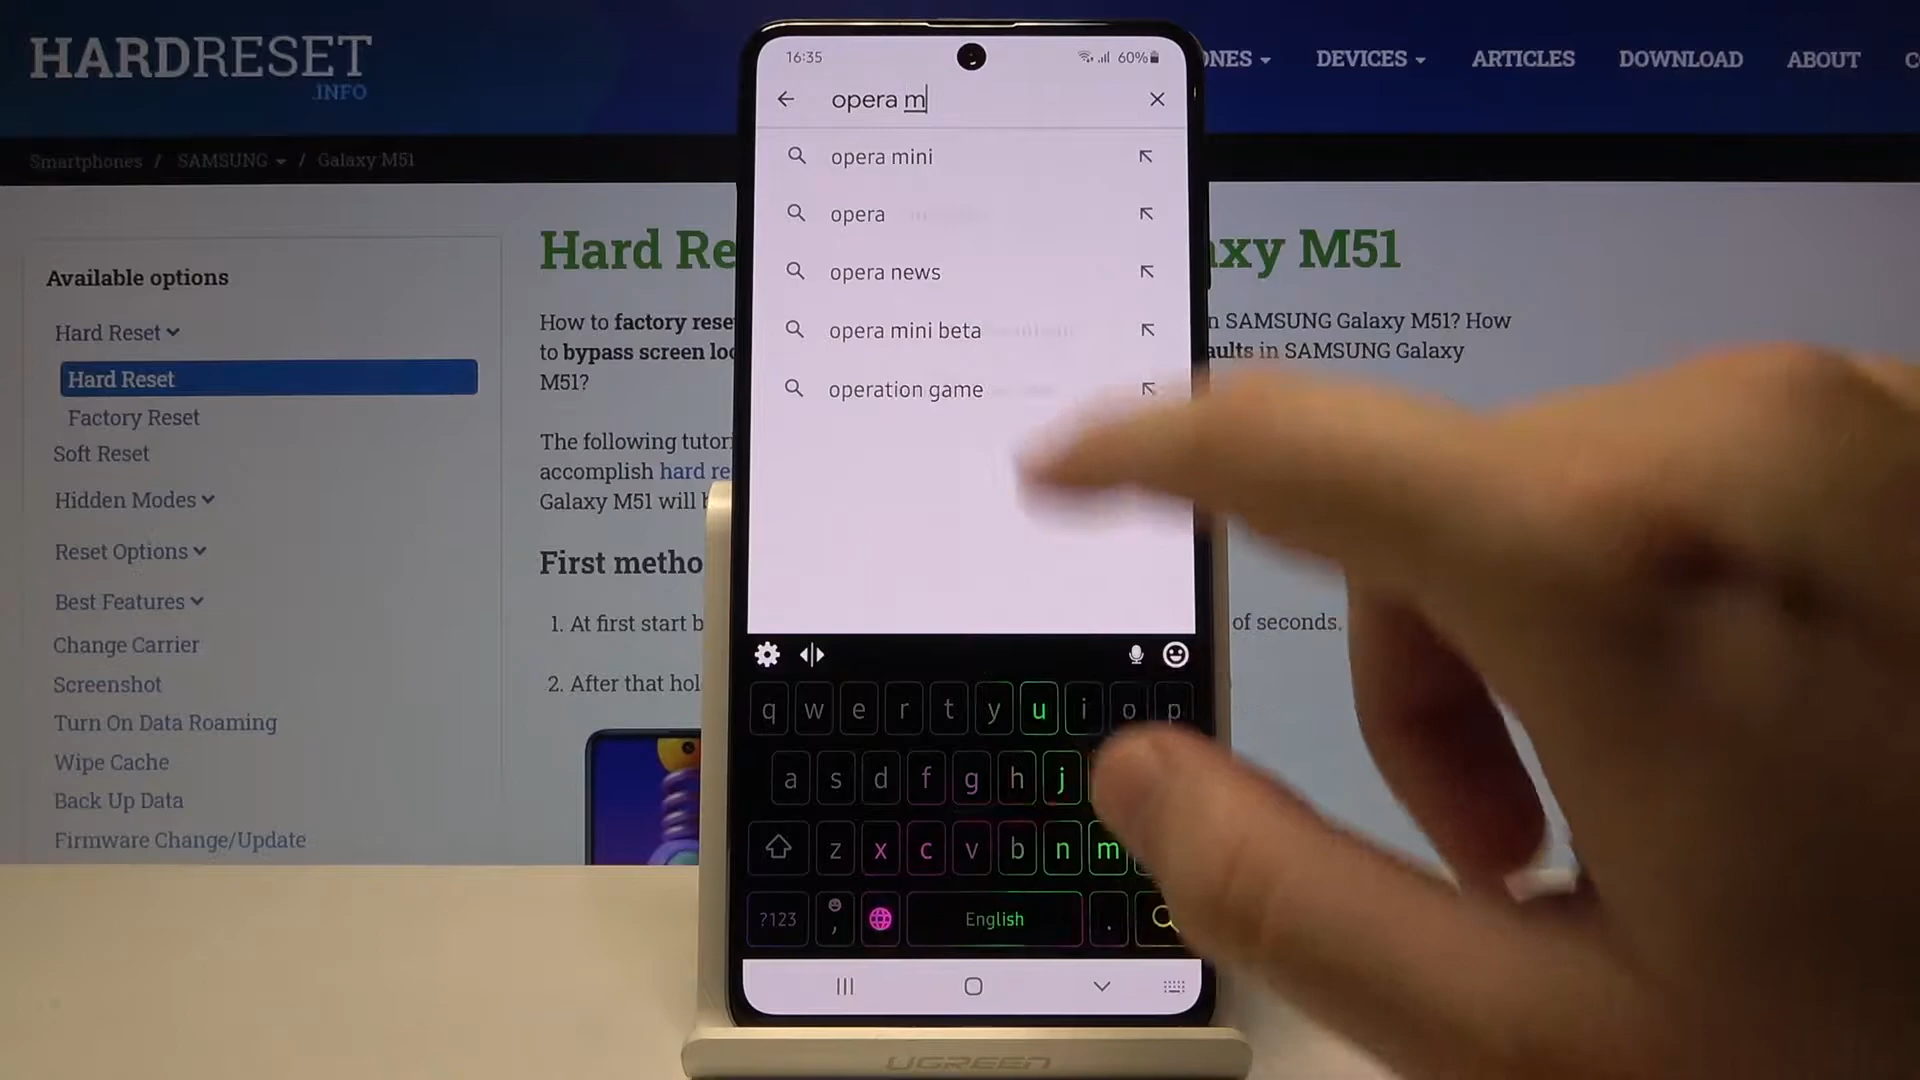 HARDRESET
.INFO
DEVICES
ARTICLES
DOWNLOAD
ABOUT
Smartphones / SAMSUNG / Galaxy M51
Available options
Hard Reset
Hard Reset
Factory Reset
Soft Reset
Hidden Modes
Reset Options
Best Features
Change Carrier
Screenshot
Turn On Data Roaming
Wipe Cache
Back Up Data
Firmware Change/Update
Hard Re
axy M51
How to factory rese
n SAMSUNG Galaxy M51? How
to bypass screen loc
aults in SAMSUNG Galaxy
M51?
The following tutor
accomplish hard re
Galaxy M51 will b
First metho
1. At first start b
of seconds.
2. After that hol
16:35
60%
opera m
opera mini
opera
opera news
opera mini beta
operation game
q w e r t y u i o p
a s d f g h j
z x c v b n m
?123 , English .
UGREEN